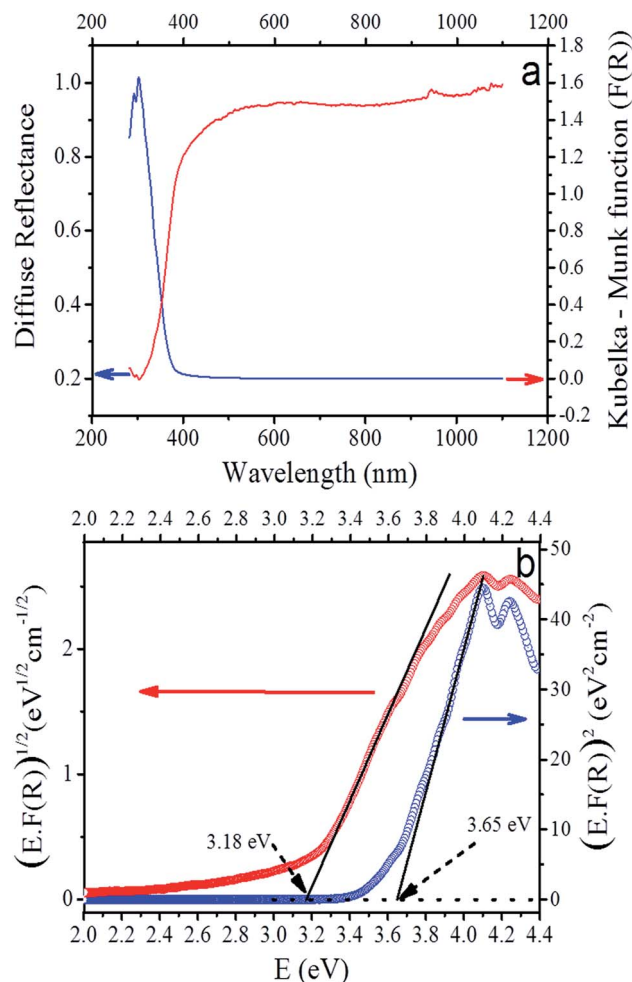 200 400 600 800 1000 1200
a
1.0
0.8
0.6
0.4
0.2
Diffuse Reflectance
1.8
1.6
1.4
1.2
1.0
0.8
0.6
0.4
0.2
0.0
-0.2
Kubelka - Munk function (F(R))
200 400 600 800 1000 1200
Wavelength (nm)
2.0 2.2 2.4 2.6 2.8 3.0 3.2 3.4 3.6 3.8 4.0 4.2 4.4
b
2
1
0
(E.F(R))^1/2 (eV^1/2 cm^-1/2)
50
40
30
20
10
0
(E.F(R))^2 (eV^2 cm^-2)
3.18 eV
3.65 eV
2.0 2.2 2.4 2.6 2.8 3.0 3.2 3.4 3.6 3.8 4.0 4.2 4.4
E (eV)